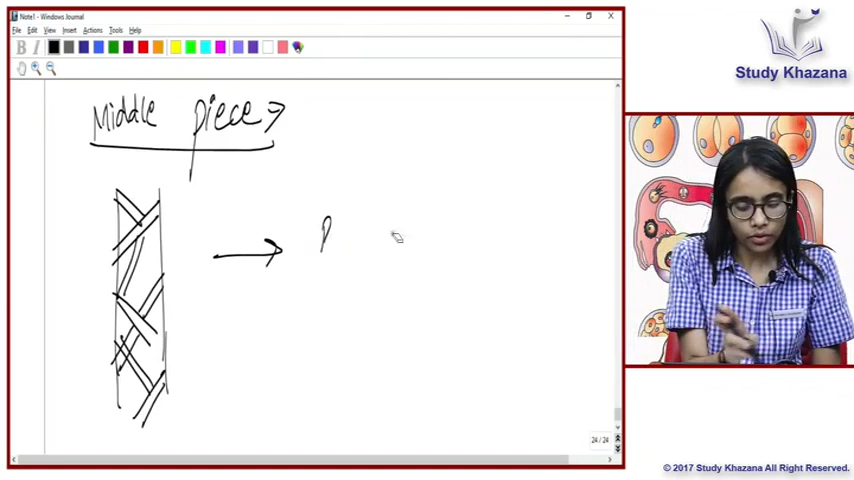 Note1 - Windows Journal
File Edit View Insert Actions Tools Help
B I
Study Khazana
Middle piece
P
24 / 24
© 2017 Study Khazana All Rights Reserved.